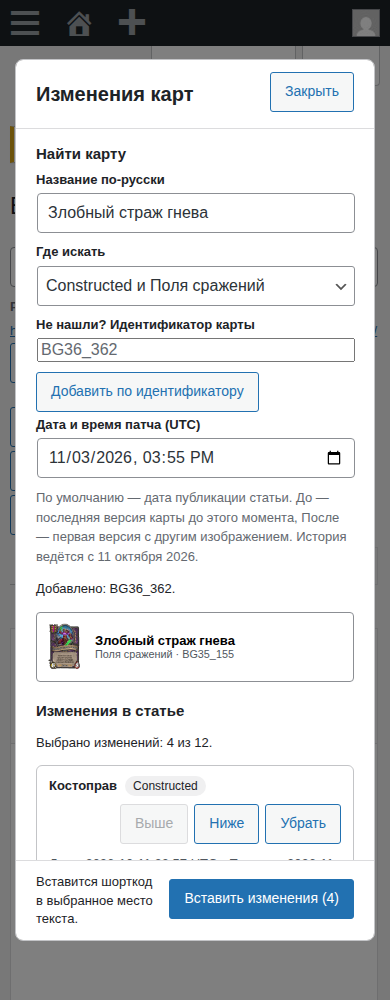 Изменения карт
Закрыть
Найти карту
Название по-русски
Злобный страж гнева
Где искать
Constructed и Поля сражений
Не нашли? Идентификатор карты
BG36_362
Добавить по идентификатору
Дата и время патча (UTC)
11/03/2026, 03:55 PM
По умолчанию — дата публикации статьи. До —
последняя версия карты до этого момента, После
— первая версия с другим изображением. История
ведётся с 11 октября 2026.
Добавлено: BG36_362.
Злобный страж гнева
Поля сражений · BG35_155
Изменения в статье
Выбрано изменений: 4 из 12.
Костоправ Constructed
Выше Ниже Убрать
Вставится шорткод
в выбранное место
текста.
Вставить изменения (4)